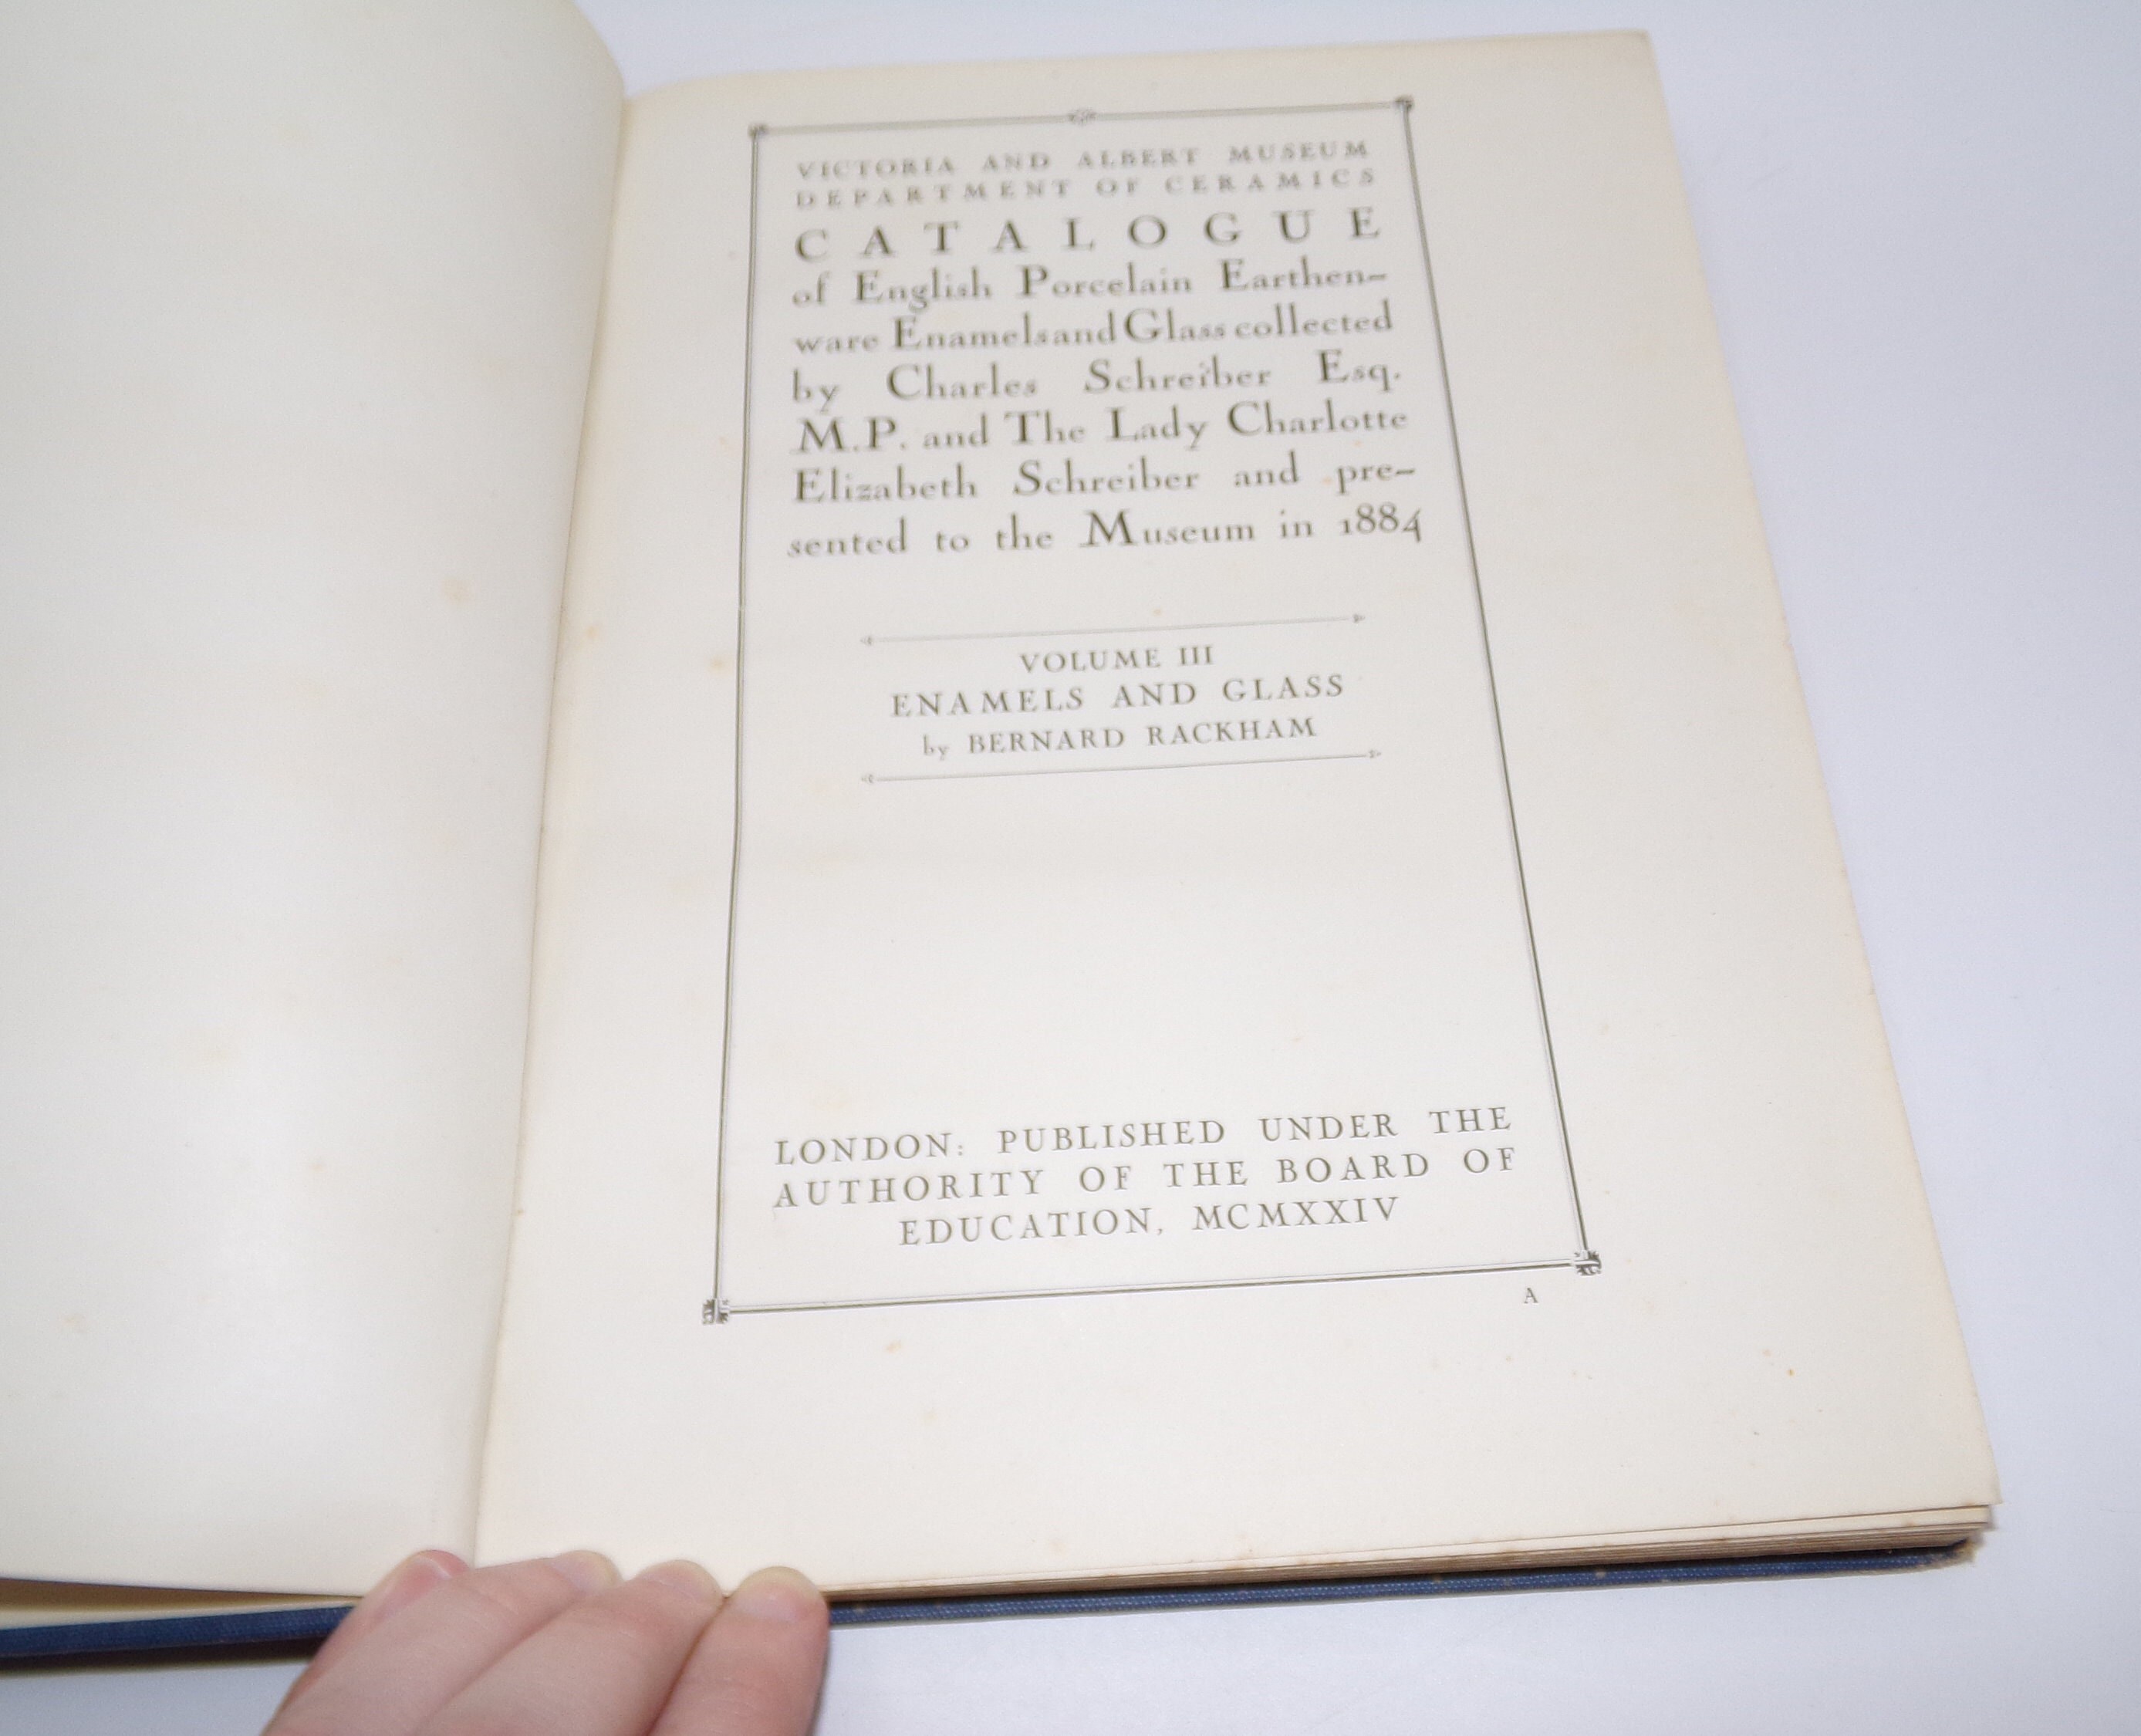 VICTORIA AND ALBERT MUSEUM
DEPARTMENT OF CERAMICS
CATALOGUE
of English Porcelain Earthen-
ware Enamels and Glass collected
by Charles Schreiber Esq.
M.P. and The Lady Charlotte
Elizabeth Schreiber and pre-
sented to the Museum in 1884
VOLUME III
ENAMELS AND GLASS
by BERNARD RACKHAM
LONDON: PUBLISHED UNDER THE
AUTHORITY OF THE BOARD OF
EDUCATION, MCMXXIV
A